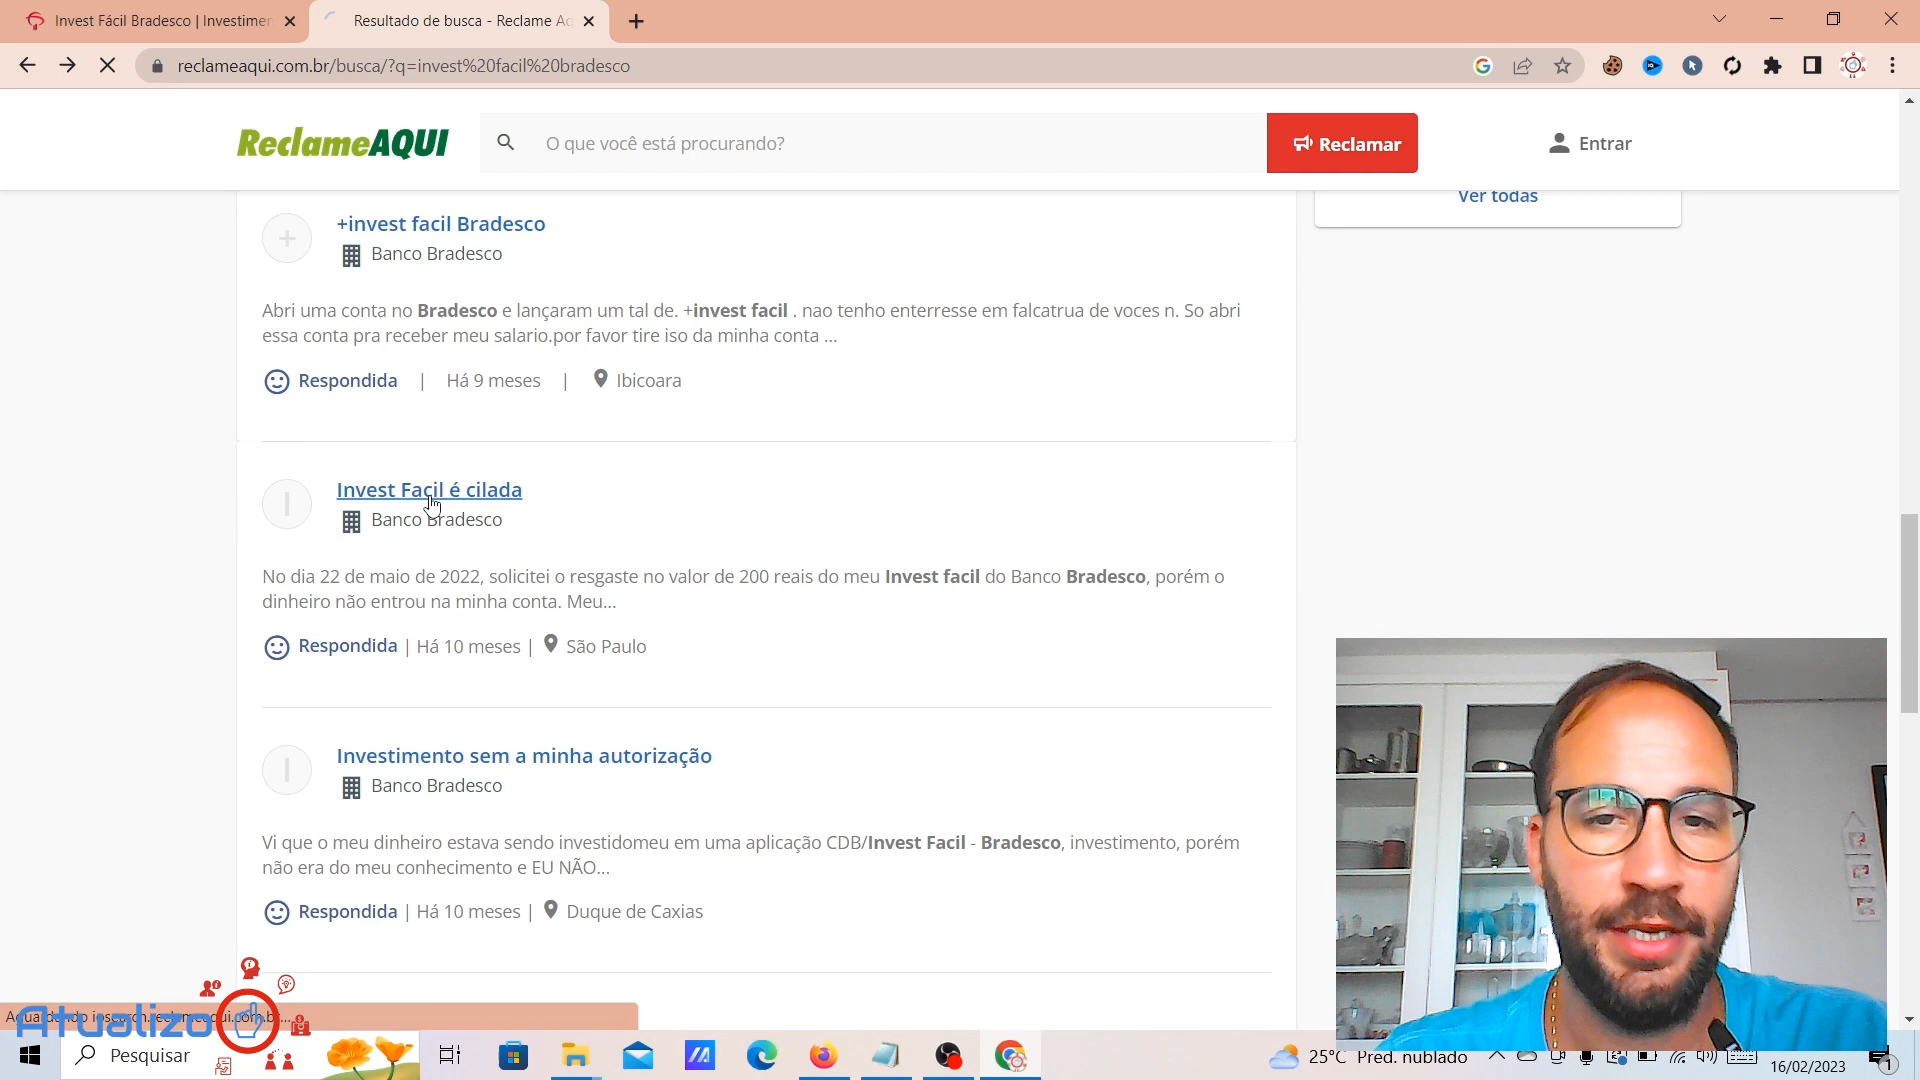 Invest Fácil Bradesco | Investimen
Resultado de busca - Reclame Aq
reclameaqui.com.br/busca/?q=invest%20facil%20bradesco
ReclameAQUI
O que você está procurando?
Reclamar
Entrar
Ver todas
+invest facil Bradesco
Banco Bradesco
Abri uma conta no Bradesco e lançaram um tal de. +invest facil . nao tenho enterresse em falcatrua de voces n. So abri
essa conta pra receber meu salario.por favor tire iso da minha conta ...
Respondida | Há 9 meses | Ibicoara
Invest Facil é cilada
Banco Bradesco
No dia 22 de maio de 2022, solicitei o resgaste no valor de 200 reais do meu Invest facil do Banco Bradesco, porém o
dinheiro não entrou na minha conta. Meu...
Respondida | Há 10 meses | São Paulo
Investimento sem a minha autorização
Banco Bradesco
Vi que o meu dinheiro estava sendo investidomeu em uma aplicação CDB/Invest Facil - Bradesco, investimento, porém
não era do meu conhecimento e EU NÃO...
Respondida | Há 10 meses | Duque de Caxias
Atualizo
Pesquisar
25°C Pred. nublado
16/02/2023
1